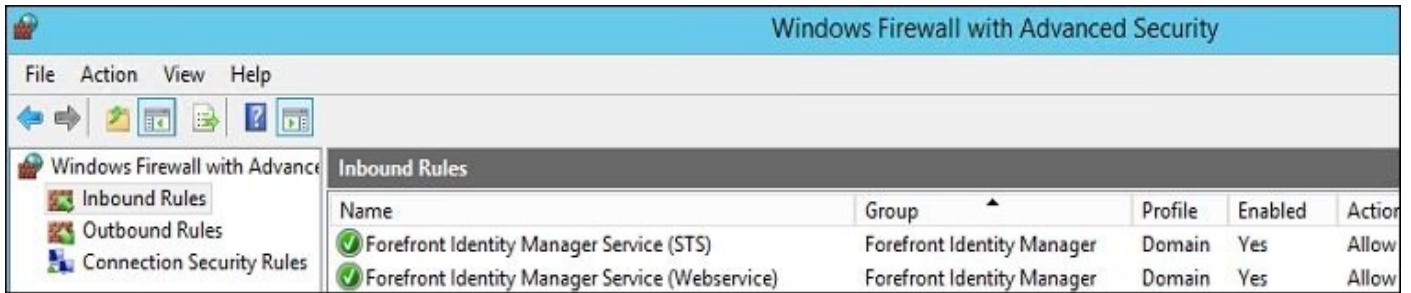 Windows Firewall with Advanced Security
File Action View Help
Windows Firewall with Advance
Inbound Rules
Outbound Rules
Connection Security Rules
Inbound Rules
Name Group Profile Enabled Action
Forefront Identity Manager Service (STS) Forefront Identity Manager Domain Yes Allow
Forefront Identity Manager Service (Webservice) Forefront Identity Manager Domain Yes Allow